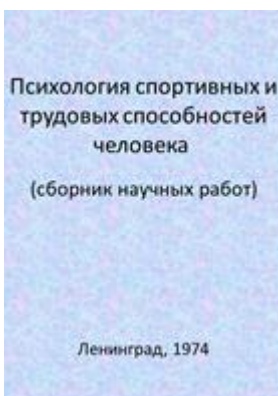 Психология спортивных и
трудовых способностей
человека
(сборник научных работ)
Ленинград, 1974